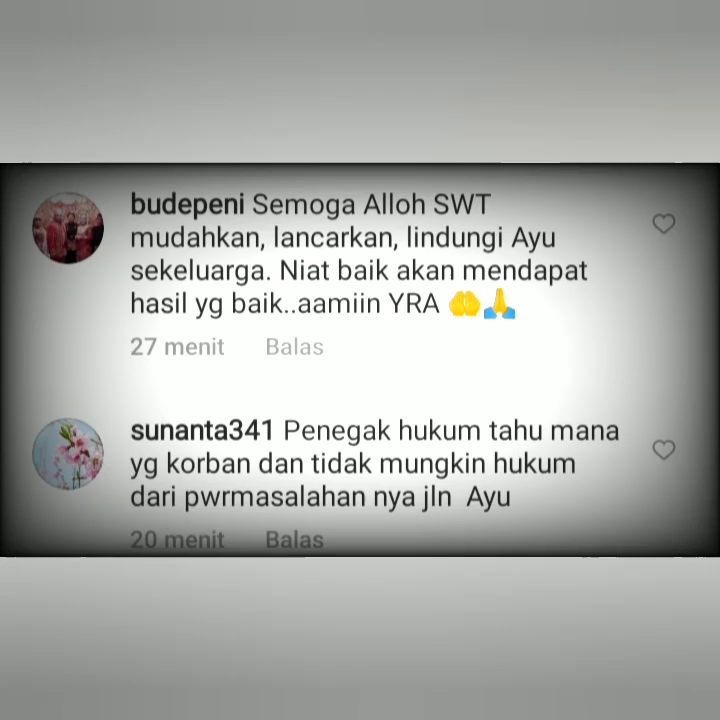 budepeni Semoga Alloh SWT
mudahkan, lancarkan, lindungi Ayu
sekeluarga. Niat baik akan mendapat
hasil yg baik..aamiin YRA 🤲🙏
27 menit Balas
sunanta341 Penegak hukum tahu mana
yg korban dan tidak mungkin hukum
dari pwrmasalahan nya jln Ayu
20 menit Balas